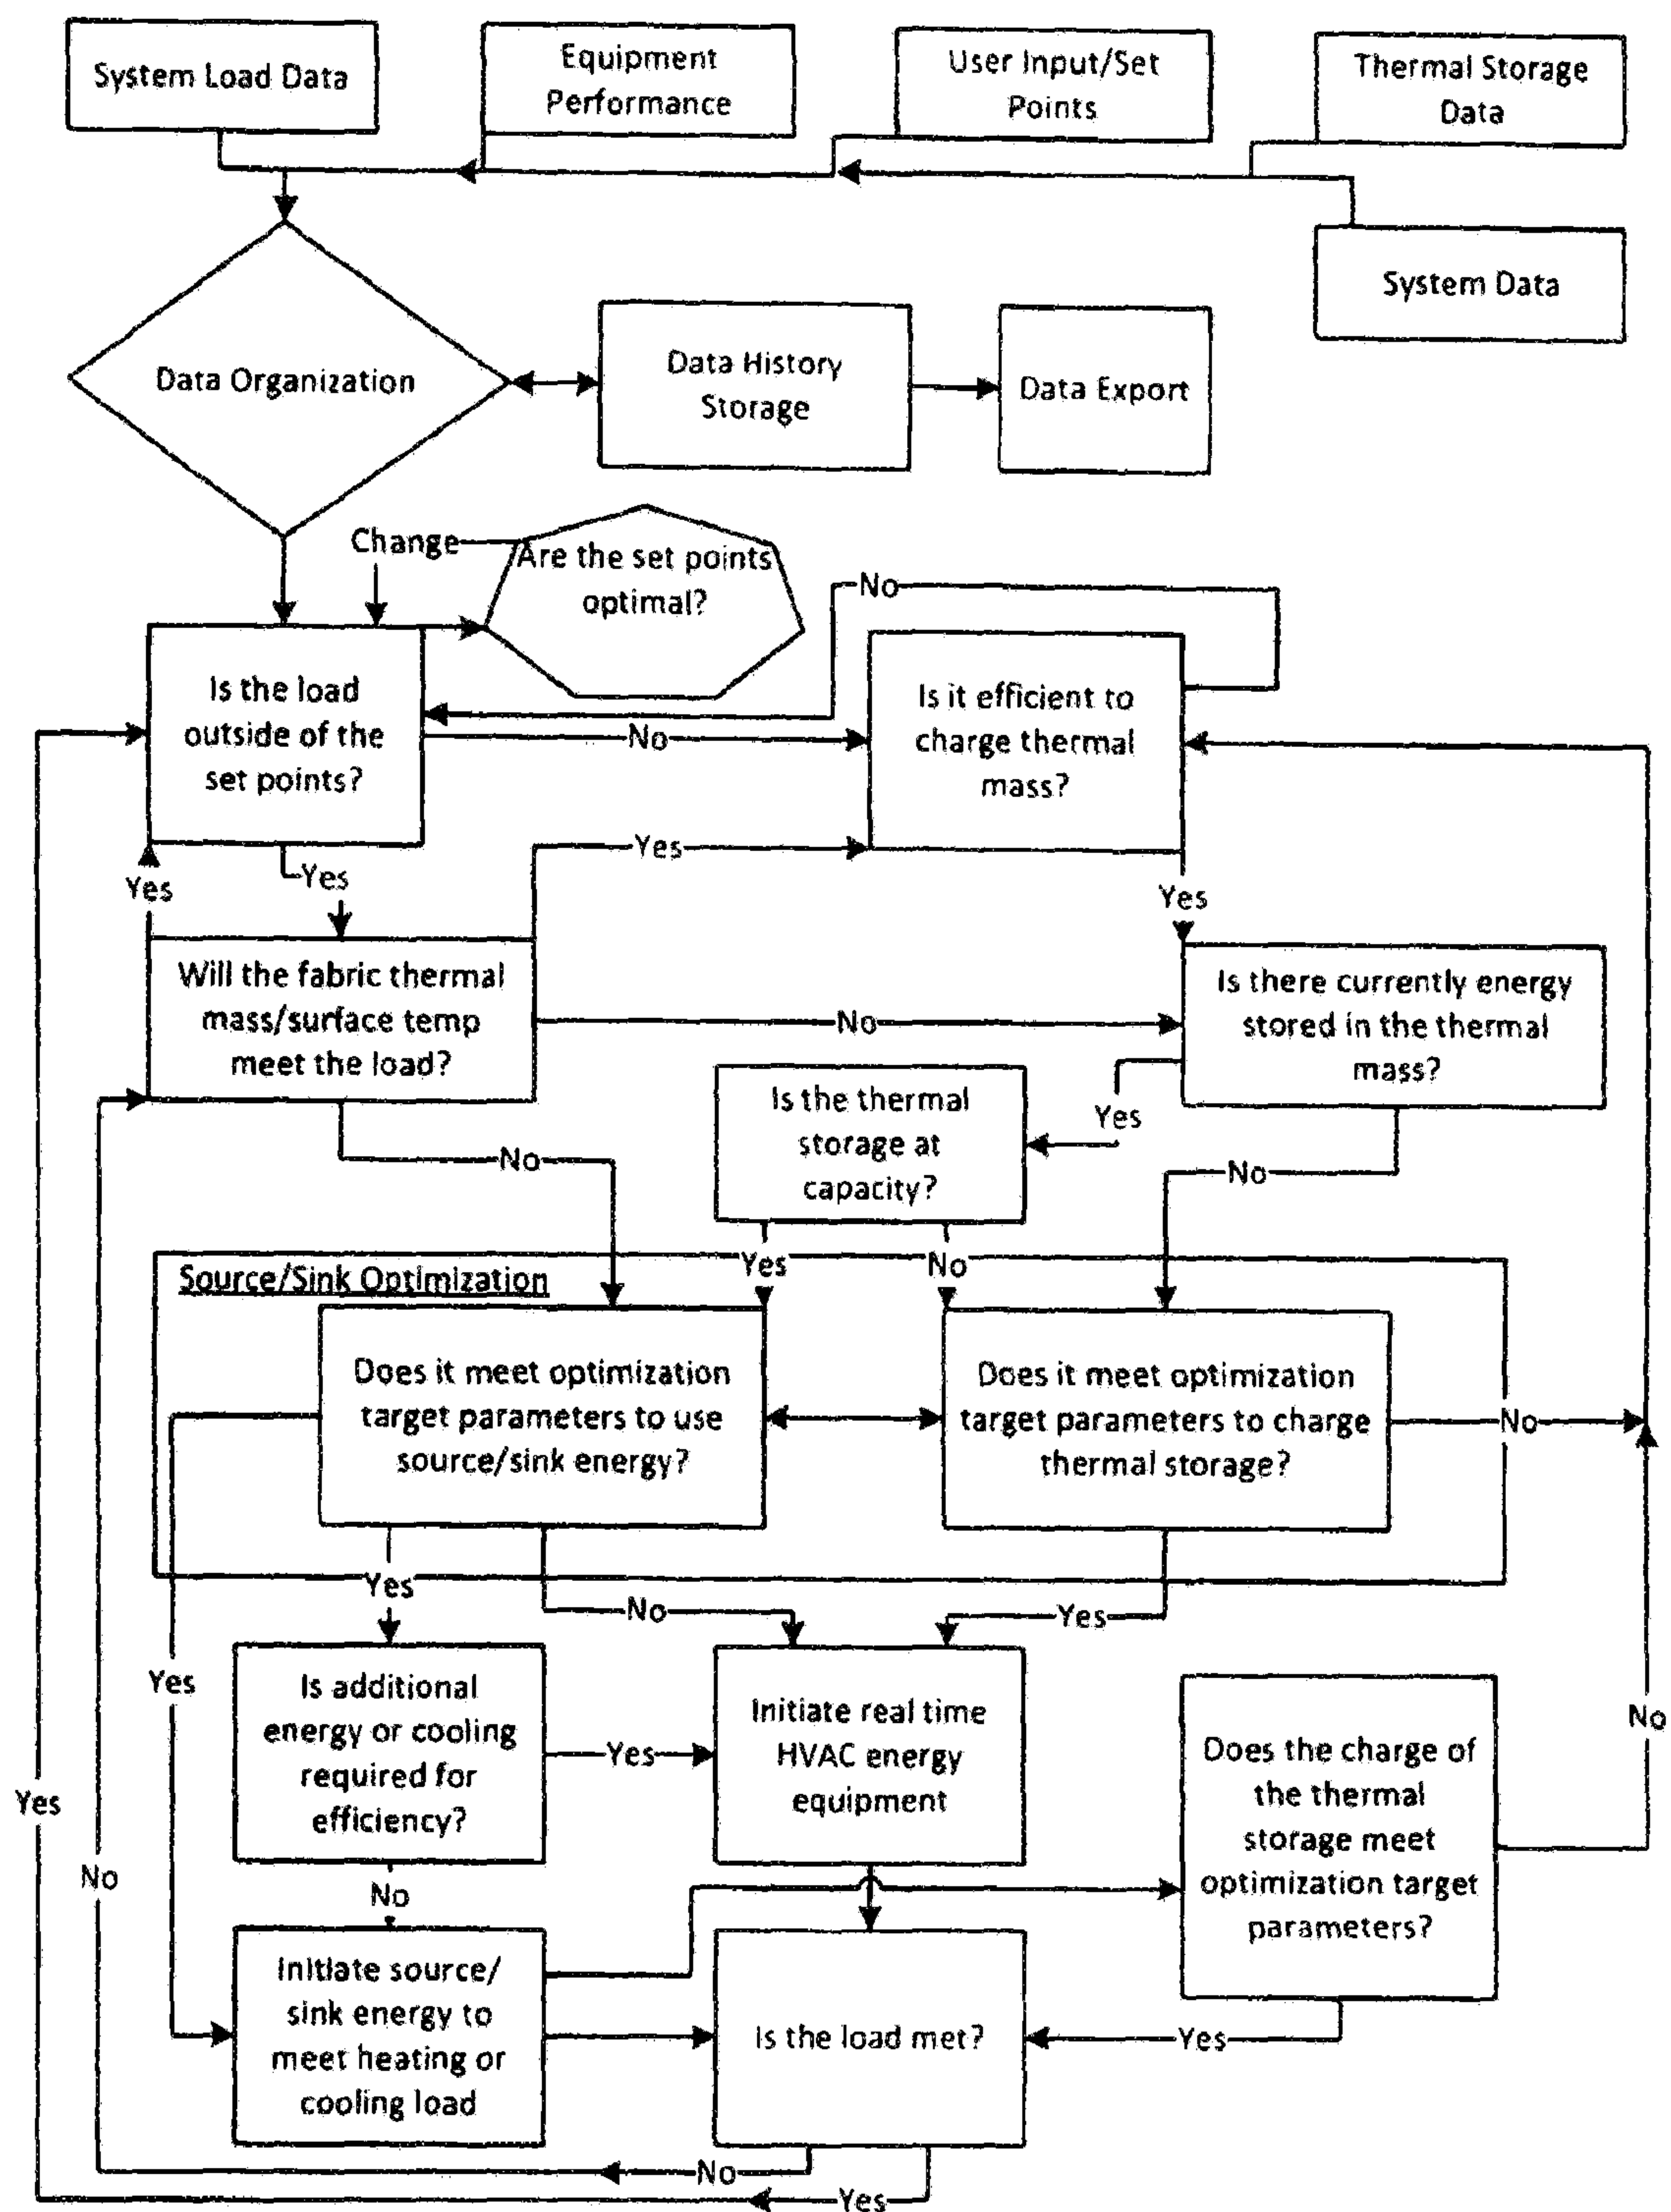 System Load Data
Equipment
Performance
User Input/Set
Points
Thermal Storage
Data
System Data
Data Organization
Data History
Storage
Data Export
Change
Are the set points
optimal?
No
Is the load
outside of the
set points?
No
Is it efficient to
charge thermal
mass?
Yes
Yes
Yes
Yes
Will the fabric thermal
mass/surface temp
meet the load?
No
Is there currently energy
stored in the thermal
mass?
Is the thermal
storage at
capacity?
Yes
No
No
Yes
No
Source/Sink Optimization
Does it meet optimization
target parameters to use
source/sink energy?
Does it meet optimization
target parameters to charge
thermal storage?
No
Yes
No
Yes
Yes
Is additional
energy or cooling
required for
efficiency?
Yes
Initiate real time
HVAC energy
equipment
Does the charge of
the thermal
storage meet
optimization target
parameters?
No
Yes
No
No
Initiate source/
sink energy to
meet heating or
cooling load
Is the load met?
Yes
No
Yes